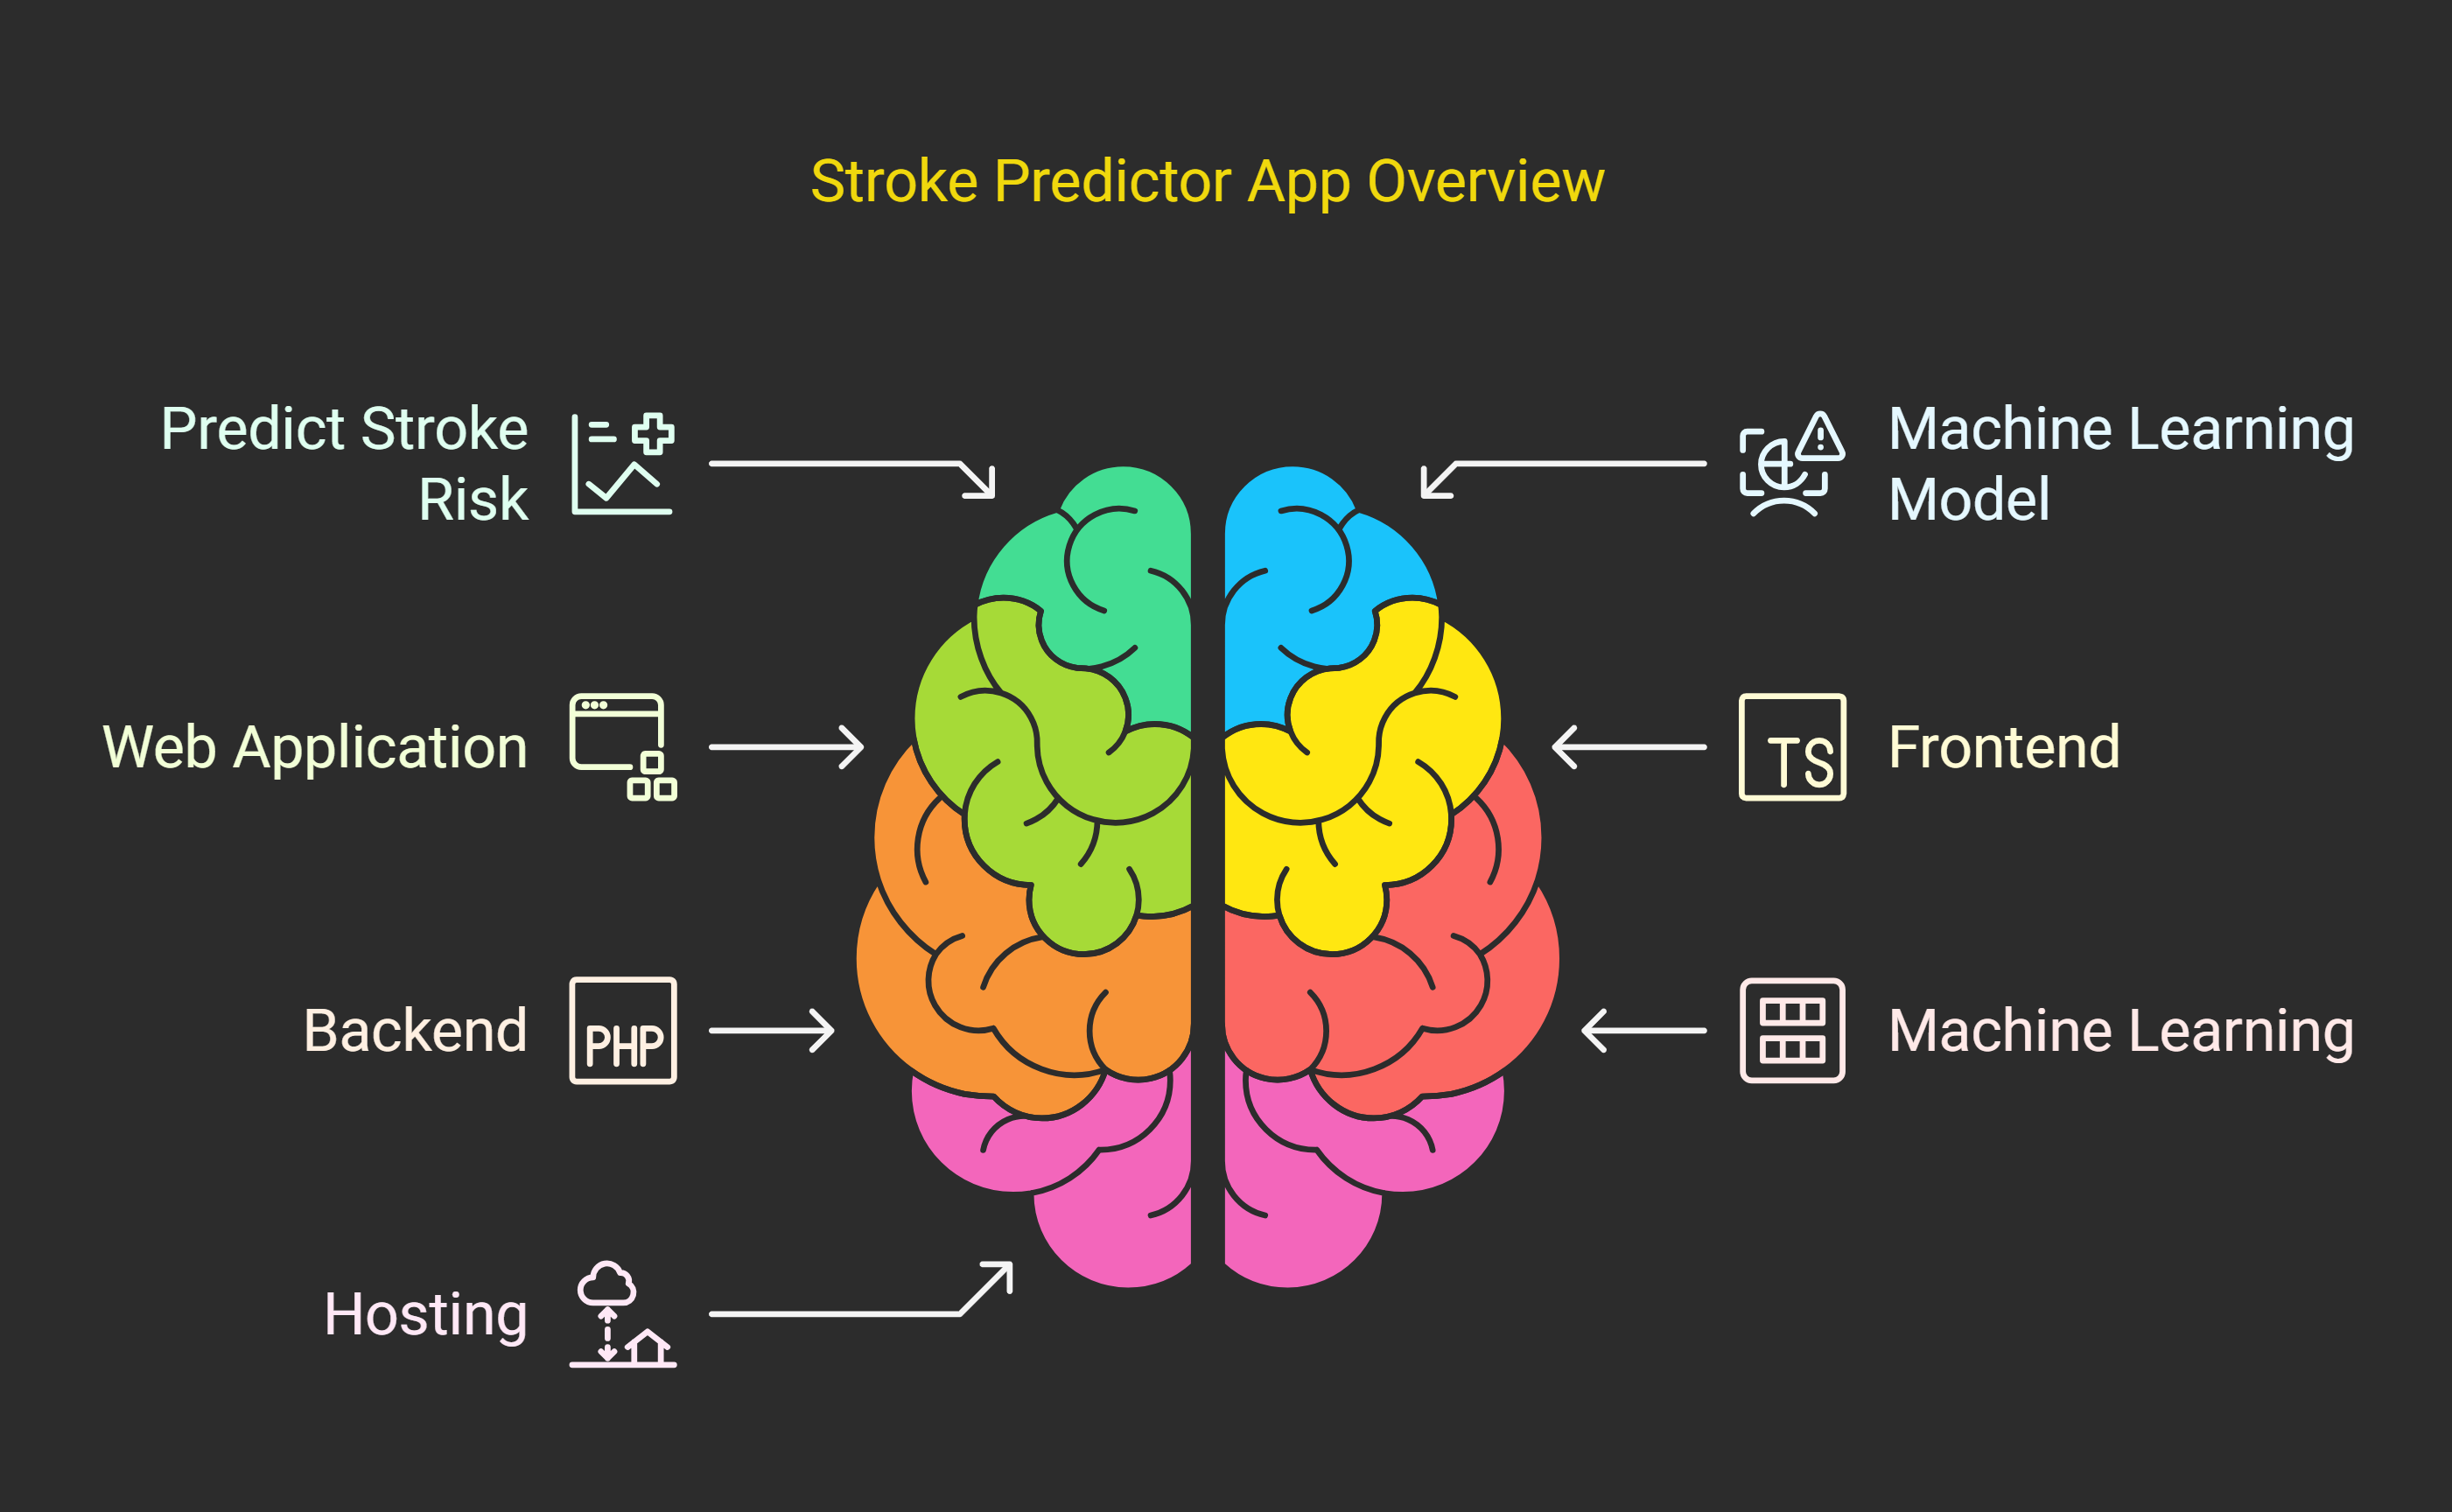 Stroke Predictor App Overview
Predict Stroke
Risk
Machine Learning
Model
Web Application
TS
Frontend
Backend
PHP
Machine Learning
Hosting